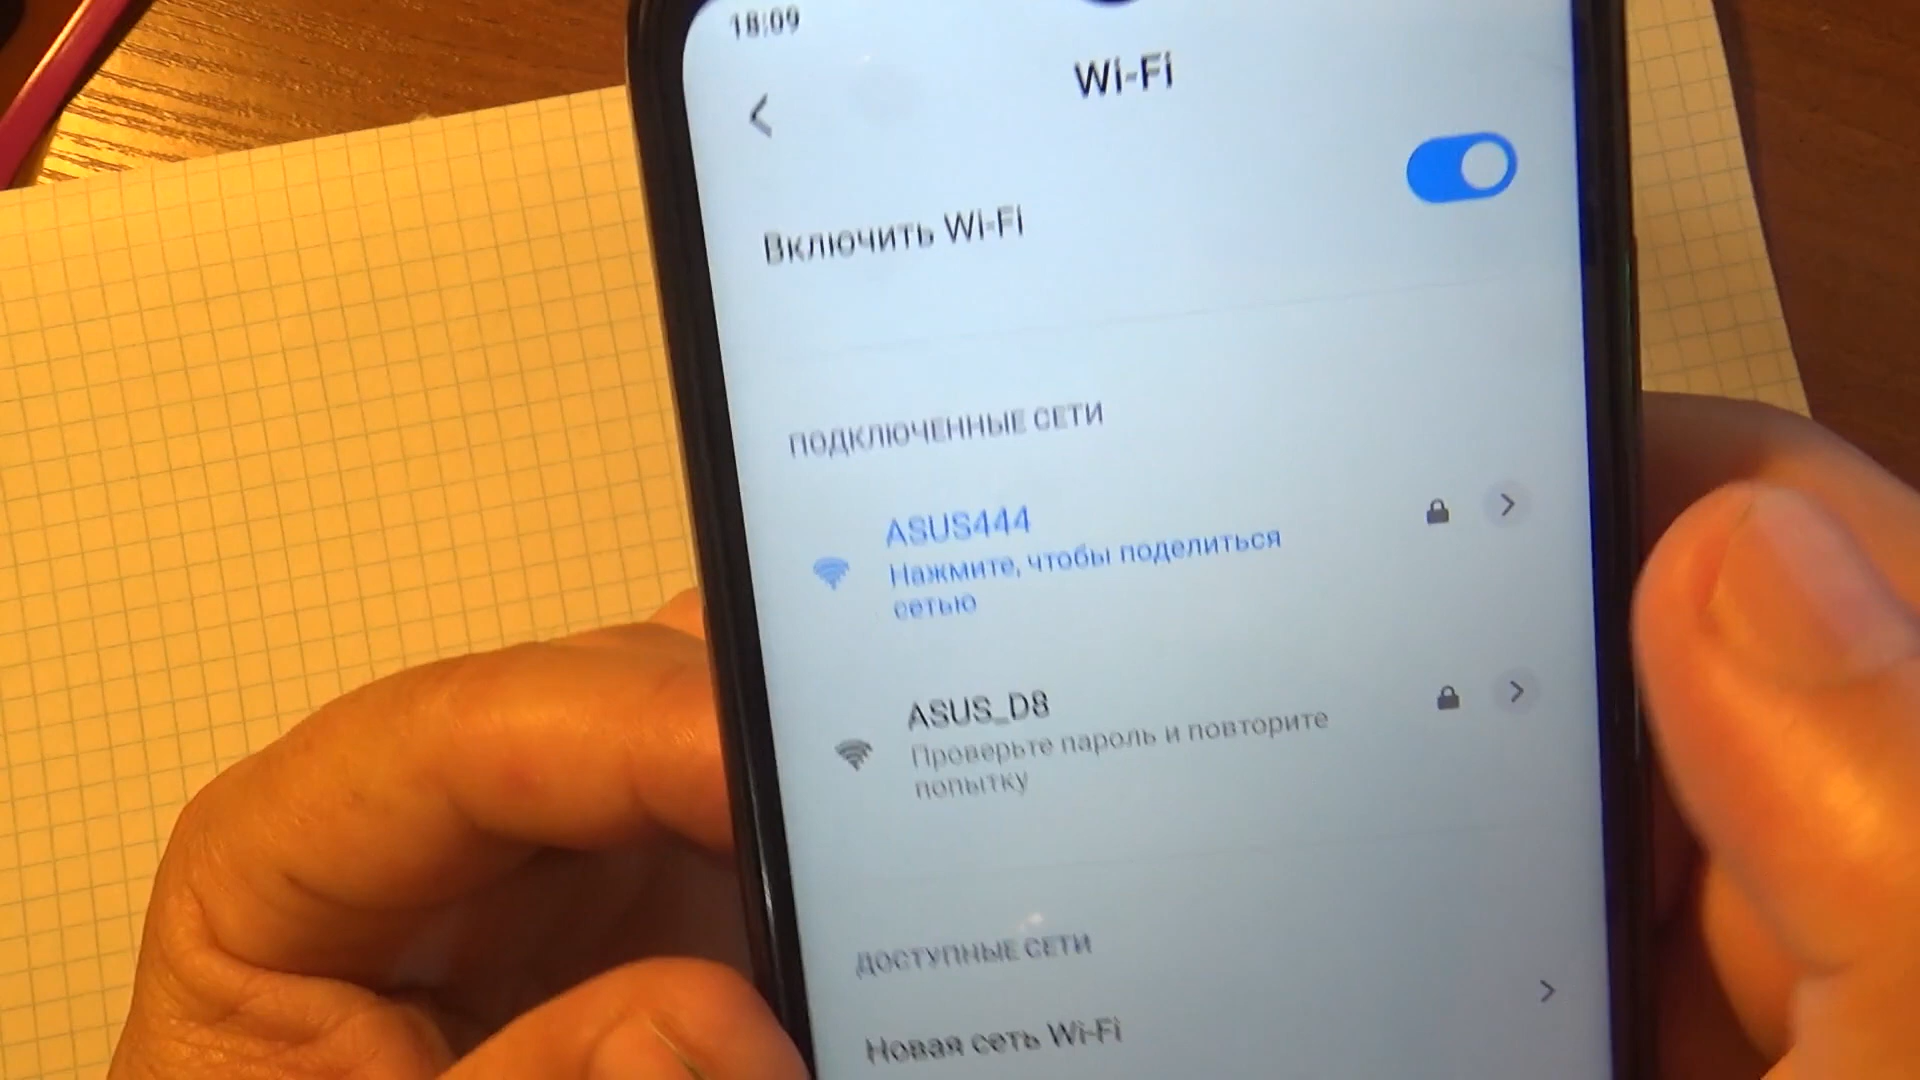 18:09
Wi-Fi
Включить Wi-Fi
ПОДКЛЮЧЕННЫЕ СЕТИ
ASUS444
Нажмите, чтобы поделиться
сетью
ASUS_D8
Проверьте пароль и повторите
попытку
ДОСТУПНЫЕ СЕТИ
Новая сеть Wi-Fi